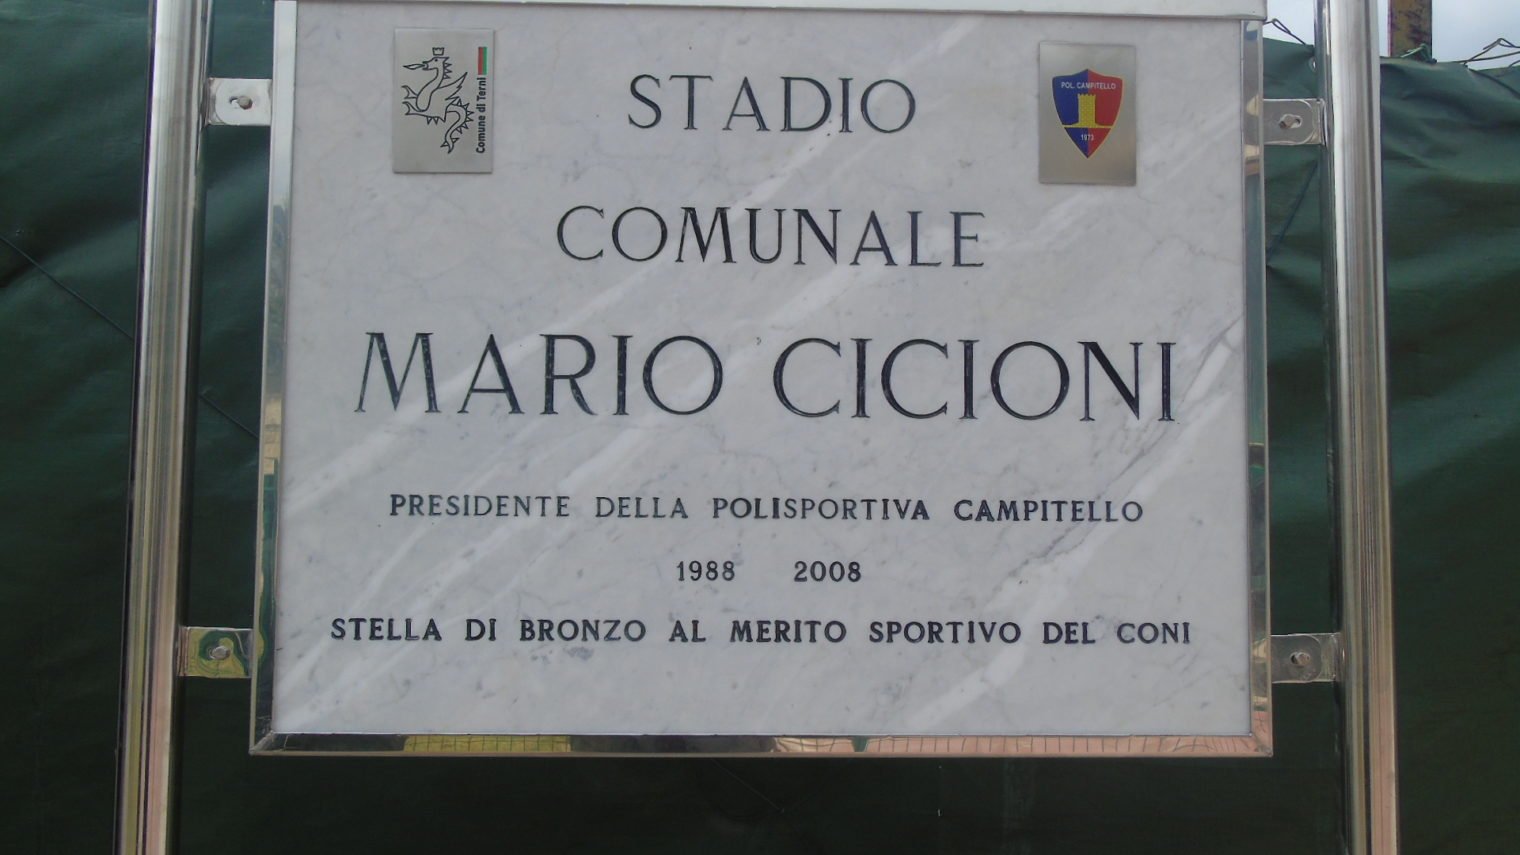 Comune di Terni
POL. CAMPITELLO
1973
STADIO
COMUNALE
MARIO CICIONI
PRESIDENTE DELLA POLISPORTIVA CAMPITELLO
1988 2008
STELLA DI BRONZO AL MERITO SPORTIVO DEL CONI